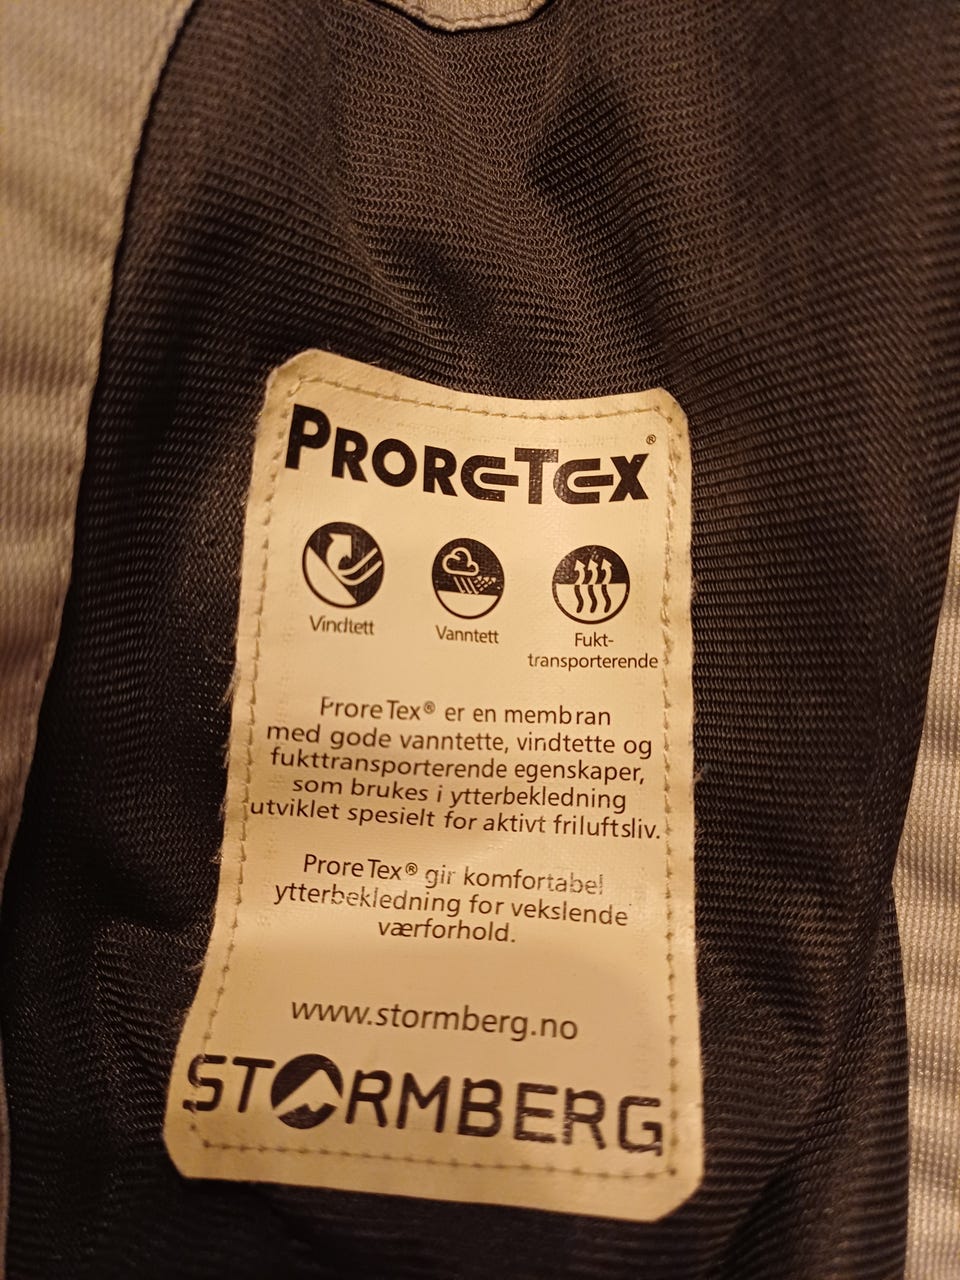 PRORETEX®
Vindtett
Vanntett
Fukt-
transporterende
ProreTex® er en membran
med gode vanntette, vindtette og
fukttransporterende egenskaper,
som brukes i ytterbekledning
utviklet spesielt for aktivt friluftsliv.
ProreTex® gir komfortabel
ytterbekledning for vekslende
værforhold.
www.stormberg.no
STORMBERG